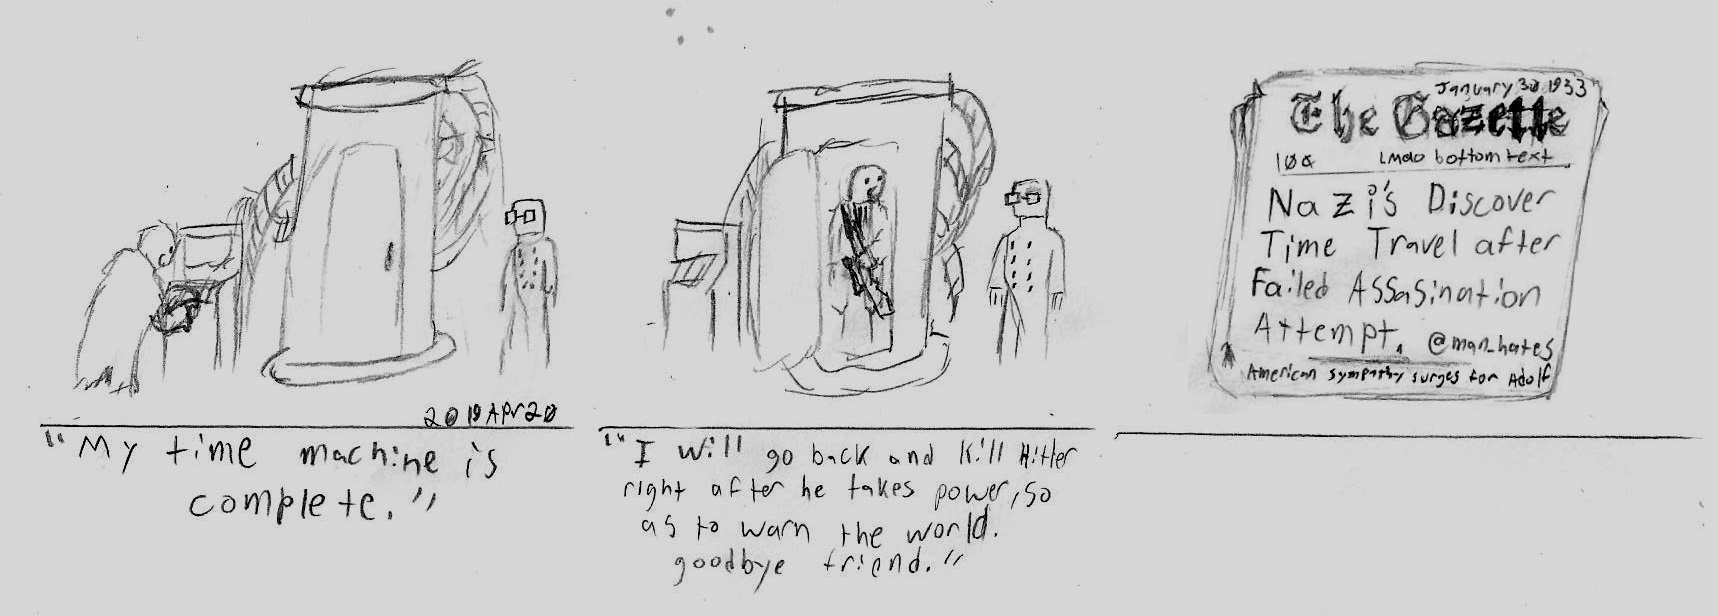 2019Apr20
"My time machine is
complete."
"I will go back and kill Hitler
right after he takes power, so
as to warn the world.
goodbye friend."
January 30 1933
The Gazette
10¢ Lmao bottom text
Nazi's Discover
Time Travel after
Failed Assasination
Attempt.
@man_hates
American sympathy surges for Adolf